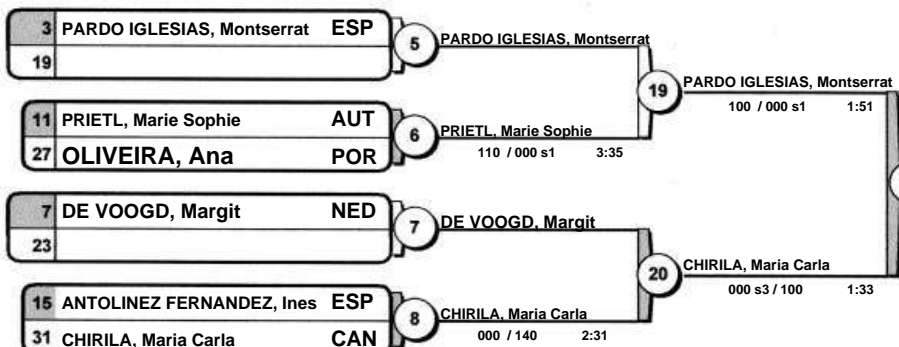 3 PARDO IGLESIAS, Montserrat ESP
19
5
PARDO IGLESIAS, Montserrat
11 PRIETL, Marie Sophie AUT
27 OLIVEIRA, Ana POR
6
PRIETL, Marie Sophie
110 / 000 s1 3:35
19
PARDO IGLESIAS, Montserrat
100 / 000 s1 1:51
7 DE VOOGD, Margit NED
23
7
DE VOOGD, Margit
15 ANTOLINEZ FERNANDEZ, Ines ESP
31 CHIRILA, Maria Carla CAN
8
CHIRILA, Maria Carla
000 / 140 2:31
20
CHIRILA, Maria Carla
000 s3 / 100 1:33